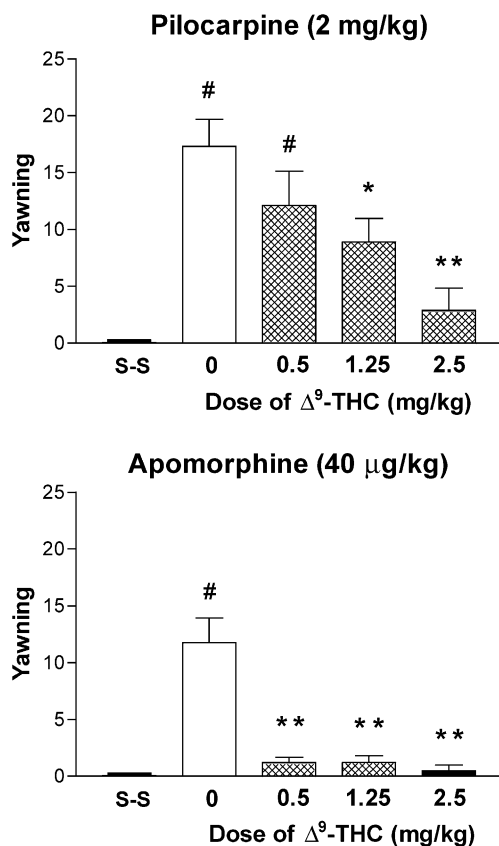 Pilocarpine (2 mg/kg)
25
20
15
10
5
0
Yawning
#
#
*
**
S-S 0 0.5 1.25 2.5
Dose of Δ⁹-THC (mg/kg)
Apomorphine (40 μg/kg)
25
20
15
10
5
0
Yawning
#
**
**
**
S-S 0 0.5 1.25 2.5
Dose of Δ⁹-THC (mg/kg)